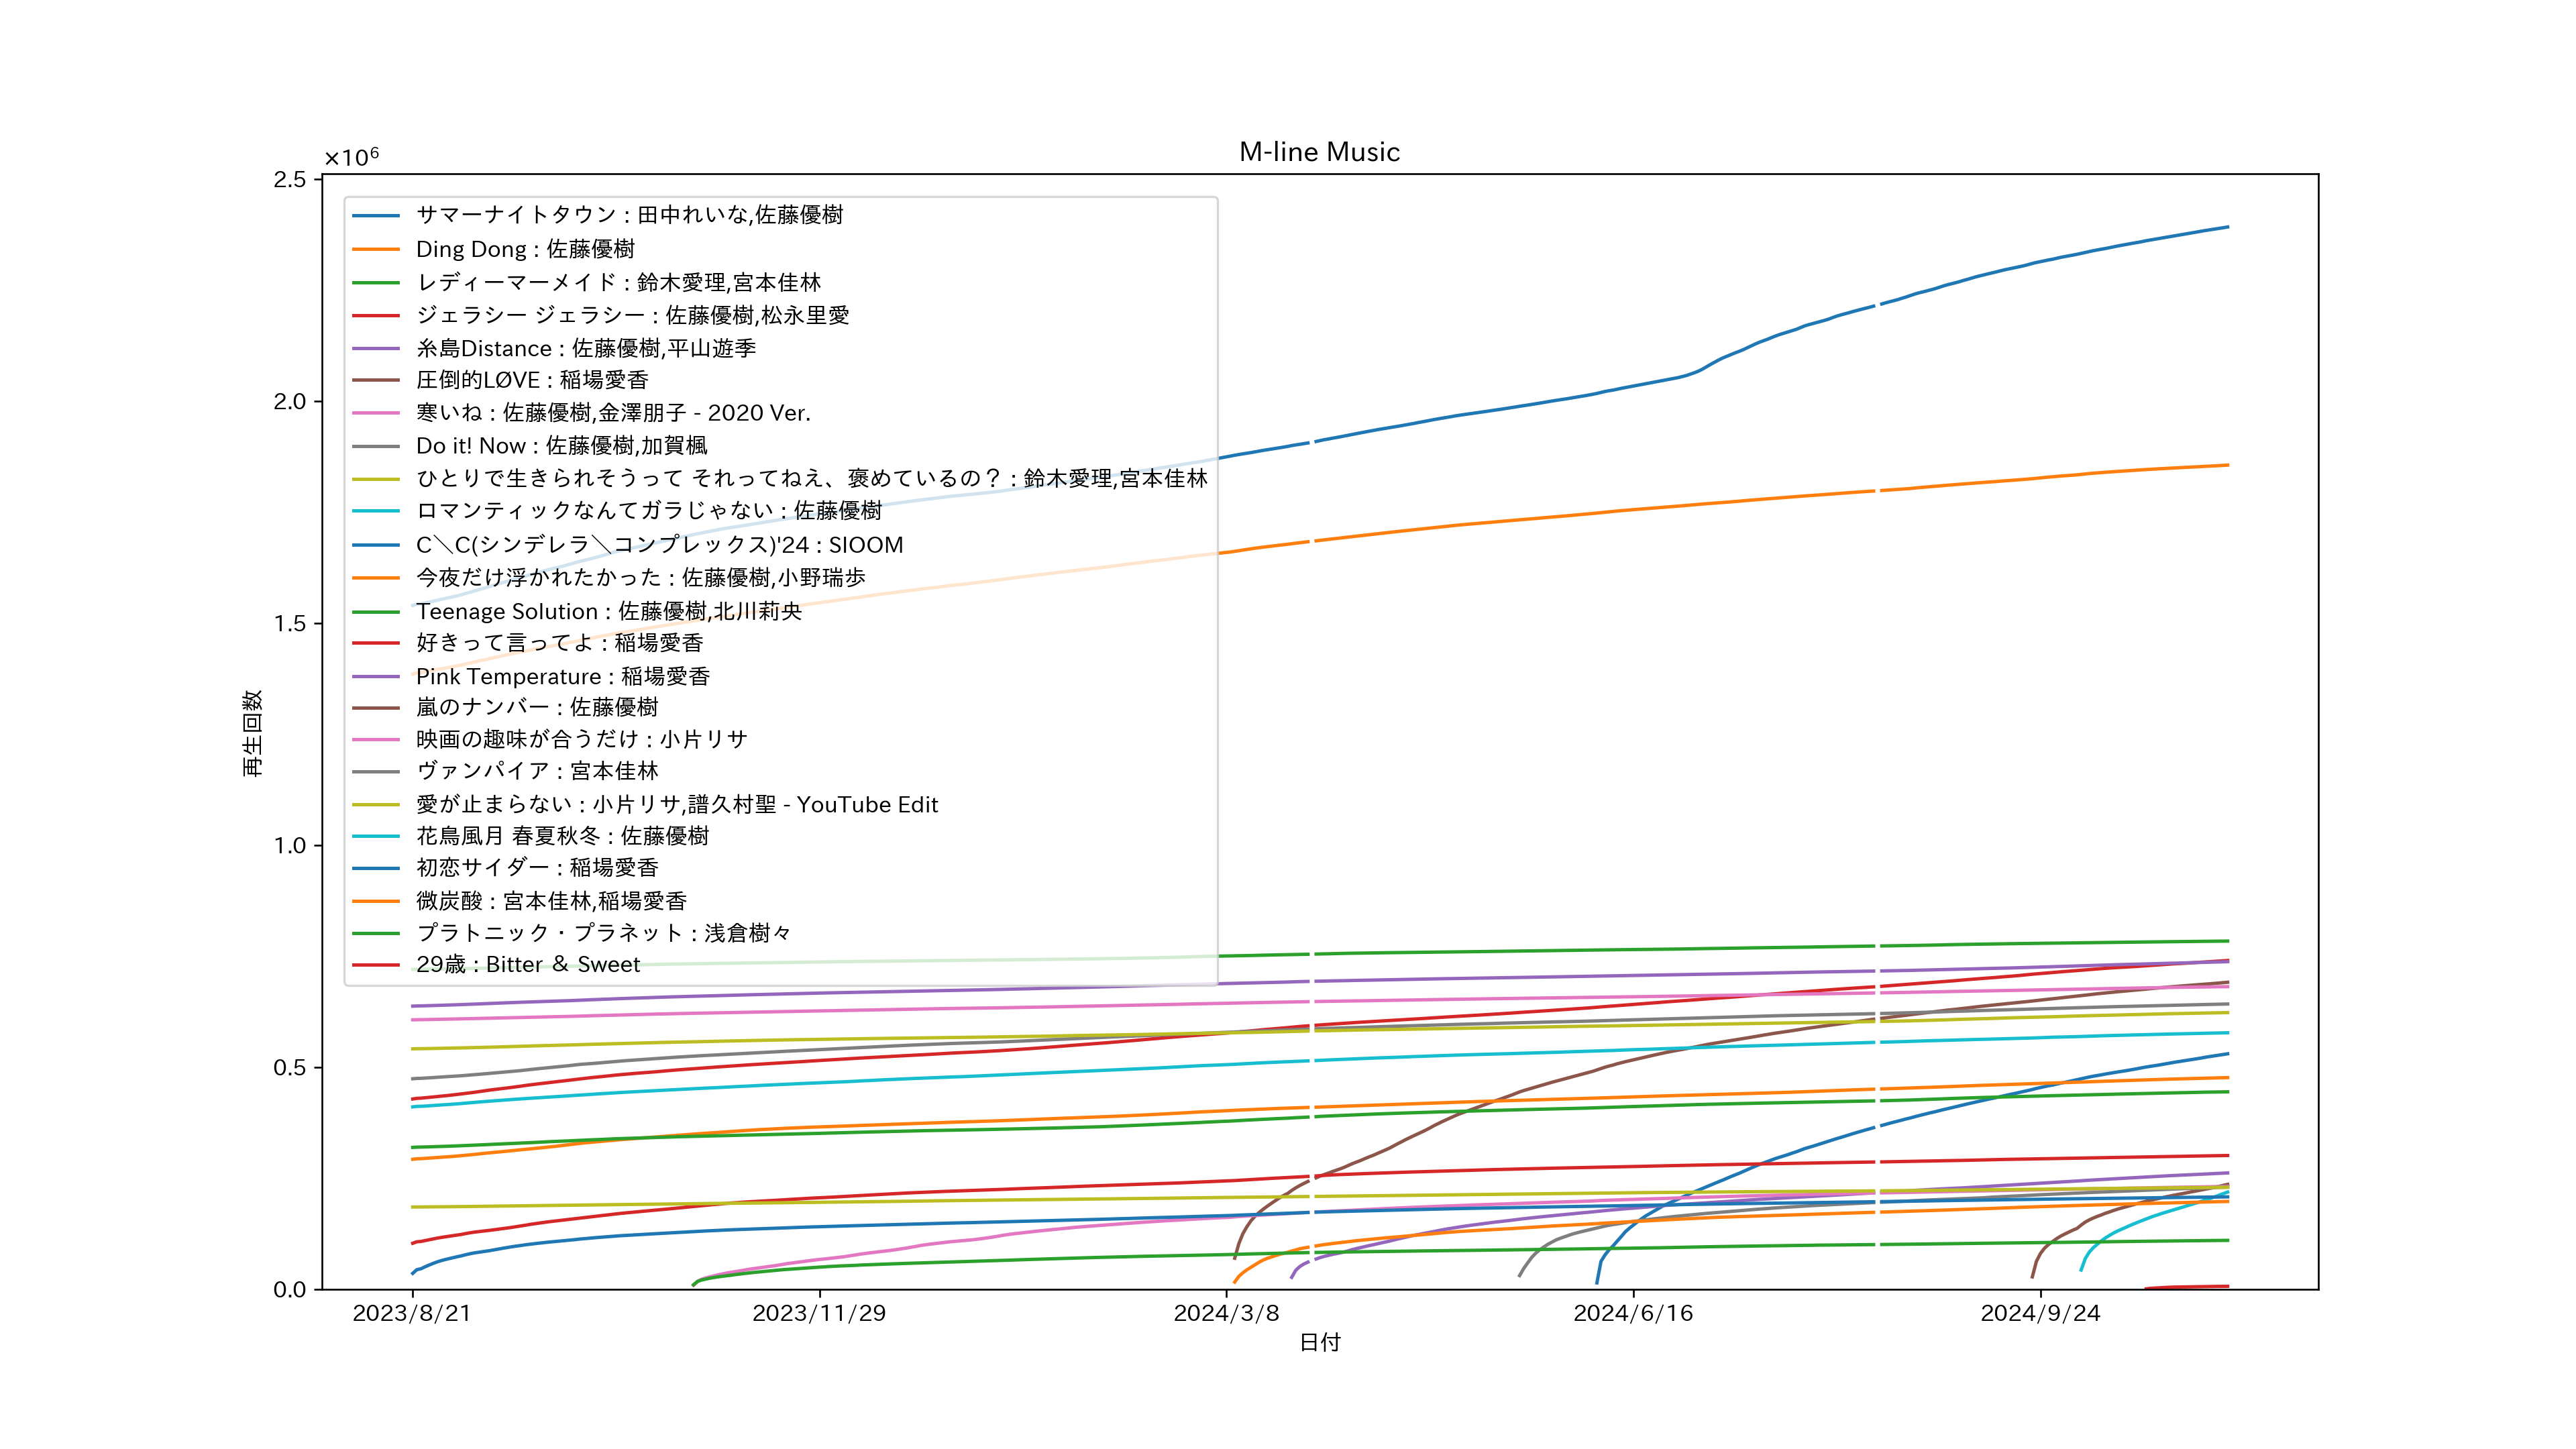 M-line Music
×10⁶
2.5
2.0
1.5
1.0
0.5
0.0
再生回数
サマーナイトタウン : 田中れいな,佐藤優樹
Ding Dong : 佐藤優樹
レディーマーメイド : 鈴木愛理,宮本佳林
ジェラシー ジェラシー : 佐藤優樹,松永里愛
糸島Distance : 佐藤優樹,平山遊季
圧倒的LØVE : 稲場愛香
寒いね : 佐藤優樹,金澤朋子 - 2020 Ver.
Do it! Now : 佐藤優樹,加賀楓
ひとりで生きられそうって それってねえ、褒めているの？ : 鈴木愛理,宮本佳林
ロマンティックなんてガラじゃない : 佐藤優樹
C＼C(シンデレラ＼コンプレックス)'24 : SIOOM
今夜だけ浮かれたかった : 佐藤優樹,小野瑞歩
Teenage Solution : 佐藤優樹,北川莉央
好きって言ってよ : 稲場愛香
Pink Temperature : 稲場愛香
嵐のナンバー : 佐藤優樹
映画の趣味が合うだけ : 小片リサ
ヴァンパイア : 宮本佳林
愛が止まらない : 小片リサ,譜久村聖 - YouTube Edit
花鳥風月 春夏秋冬 : 佐藤優樹
初恋サイダー : 稲場愛香
微炭酸 : 宮本佳林,稲場愛香
プラトニック・プラネット : 浅倉樹々
29歳 : Bitter ＆ Sweet
2023/8/21
2023/11/29
2024/3/8
2024/6/16
2024/9/24
日付